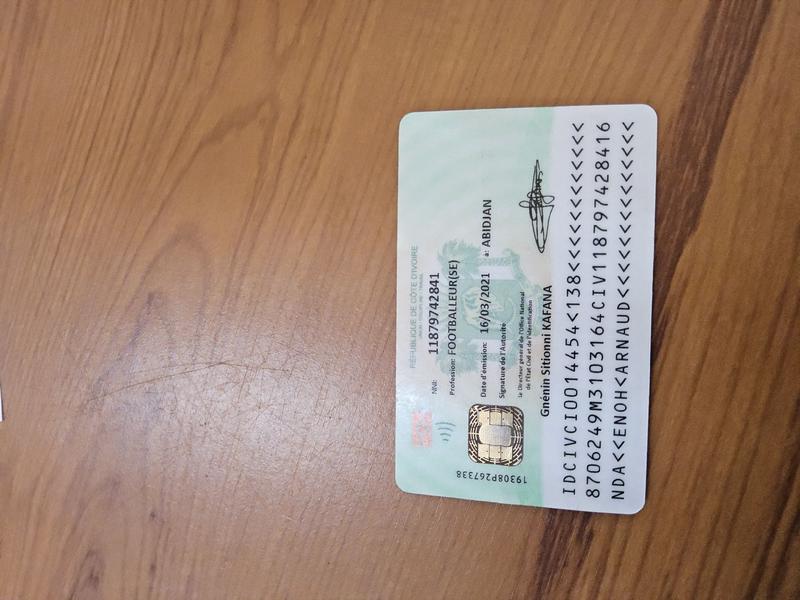 RÉPUBLIQUE DE CÔTE D'IVOIRE
NNI: 11879742841
Profession: FOOTBALLEUR(SE)
Date d'émission: 16/03/2021 à: ABIDJAN
Signature de l'Autorité
Le Directeur général de l'Office National
de l'Etat Civil et de l'Identification
Gnénin Sitionni KAFANA
19308P267338
IDCIVCI0014454<138<<<<<<<<<<<<
8706249M3103164CIV118797428416
NDA<<ENOH<ARNAUD<<<<<<<<<<<<<<